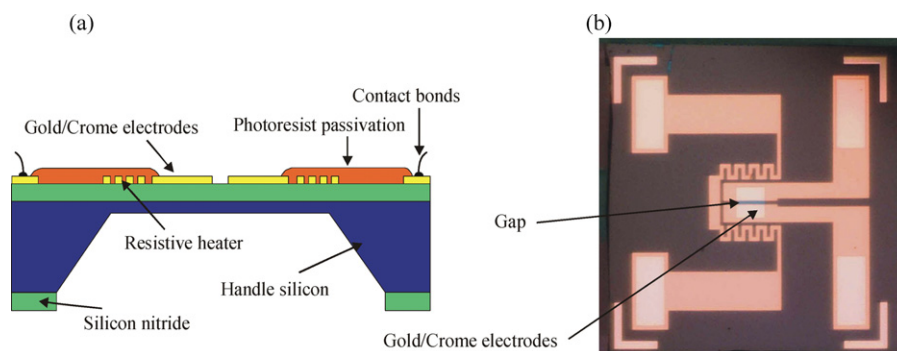 (a)
Contact bonds
Gold/Crome electrodes
Photoresist passivation
Resistive heater
Handle silicon
Silicon nitride
(b)
Gap
Gold/Crome electrodes